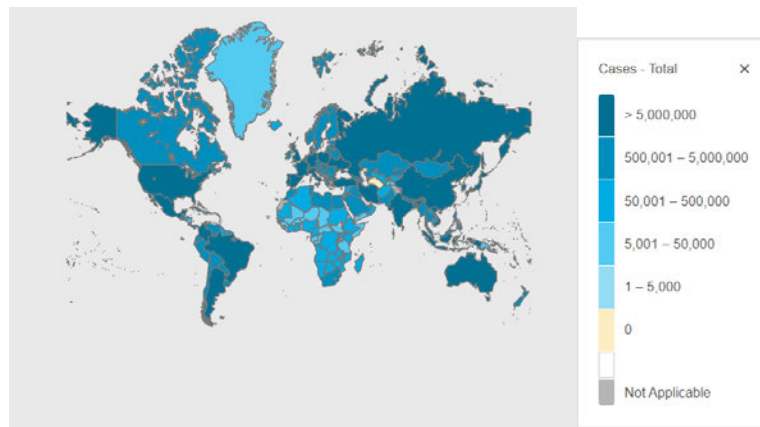 Cases - Total ×
> 5,000,000
500,001 – 5,000,000
50,001 – 500,000
5,001 – 50,000
1 – 5,000
0
Not Applicable